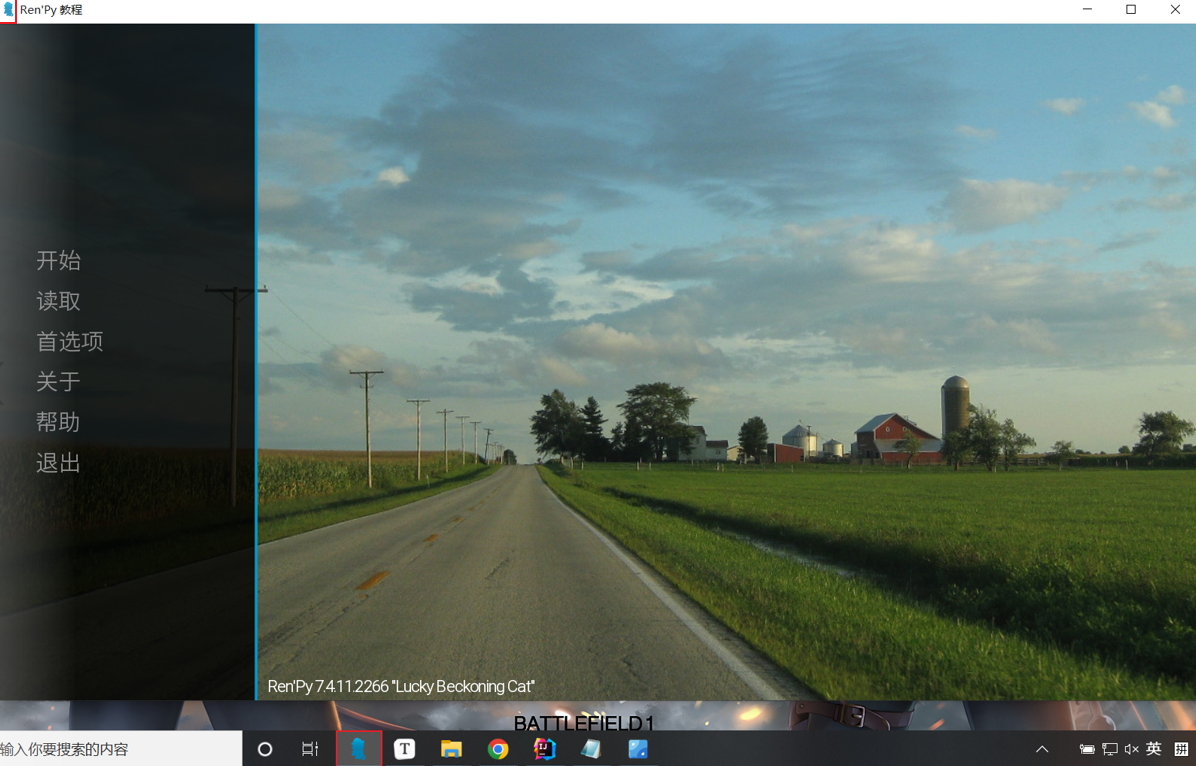 Ren'Py 教程
开始
读取
首选项
关于
帮助
退出
Ren'Py 7.4.11.2266 "Lucky Beckoning Cat"
BATTLEFIELD 1
输入你要搜索的内容
T
英
拼